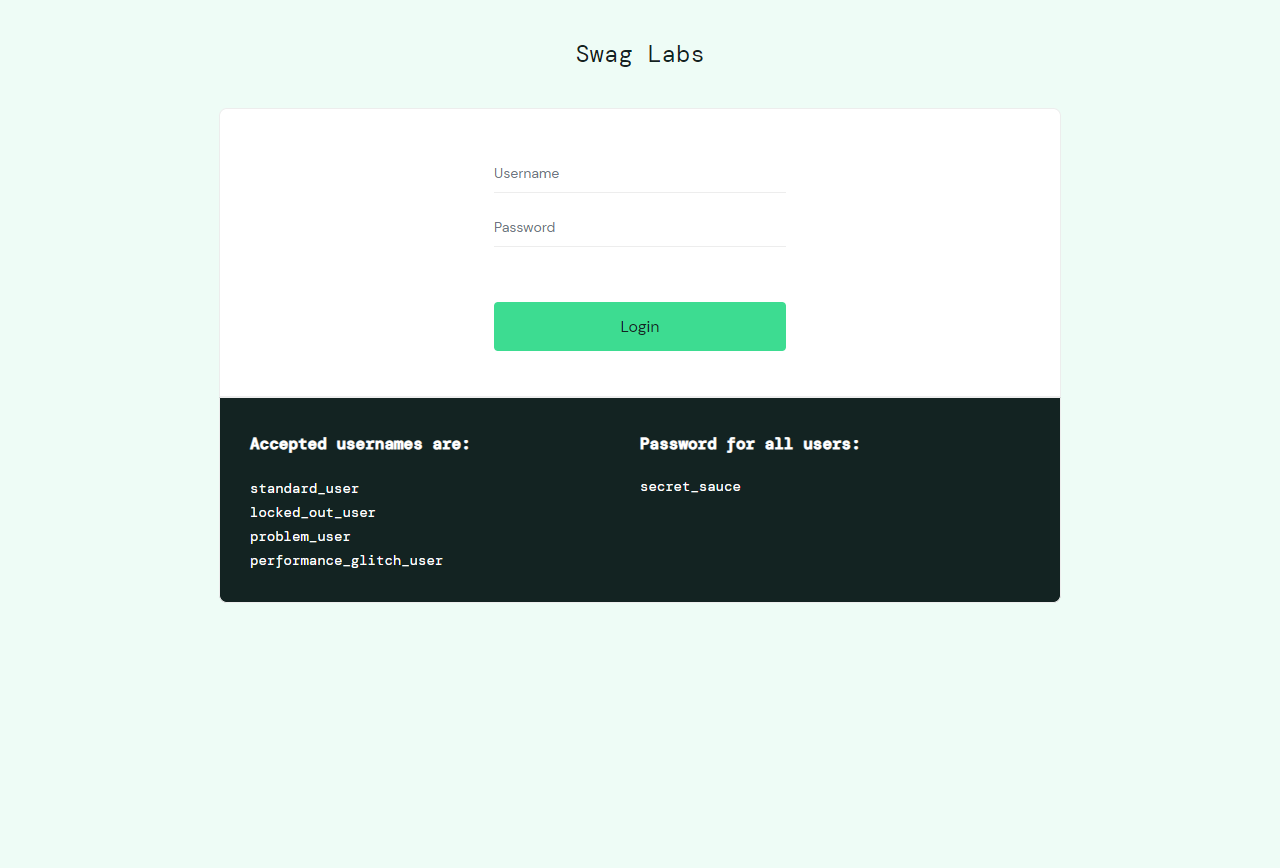 Swag Labs
Username
Password
Login
Accepted usernames are:
standard_user
locked_out_user
problem_user
performance_glitch_user
Password for all users:
secret_sauce